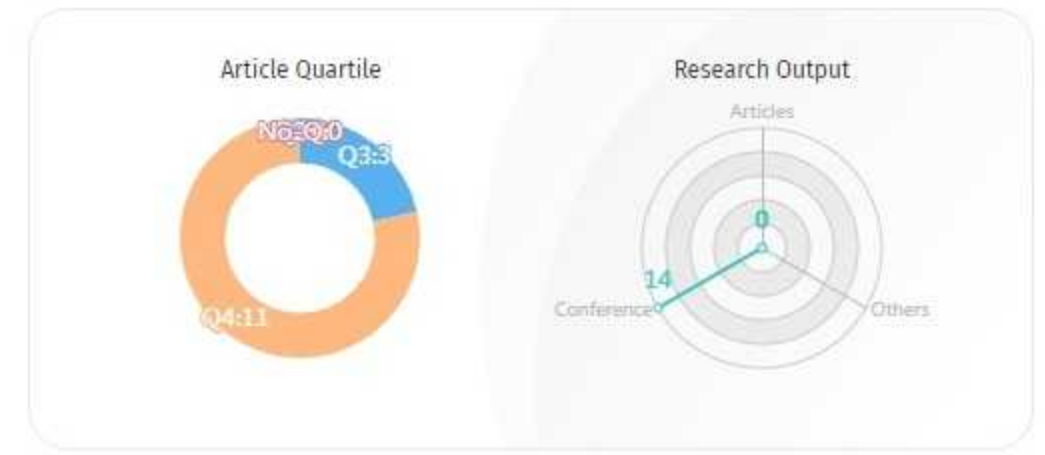 Article Quartile
No_Q:0
Q3:3
Q4:11
Research Output
Articles
0
14
Conference
Others